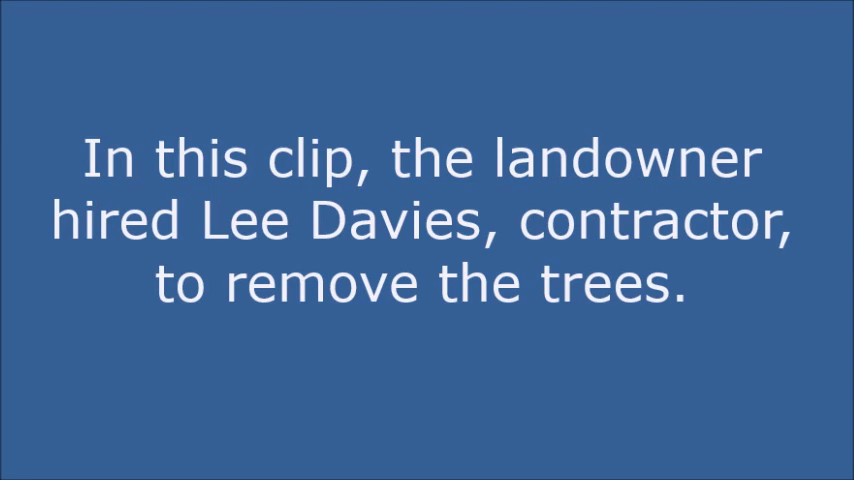 In this clip, the landowner
hired Lee Davies, contractor,
to remove the trees.